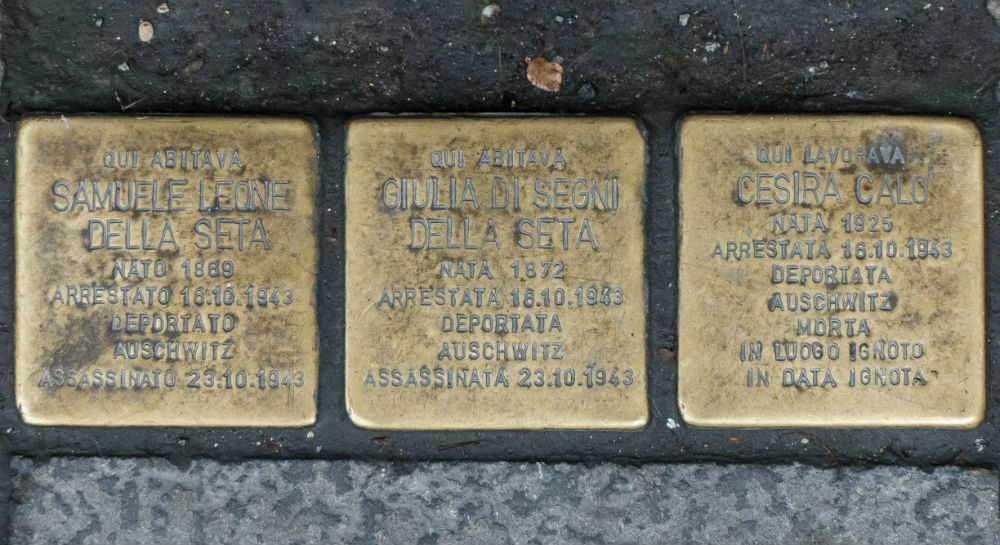 QUI ABITAVA
SAMUELE LEONE
DELLA SETA
NATO 1869
ARRESTATO 16.10.1943
DEPORTATO
AUSCHWITZ
ASSASSINATO 23.10.1943
QUI ABITAVA
GIULIA DI SEGNI
DELLA SETA
NATA 1872
ARRESTATA 16.10.1943
DEPORTATA
AUSCHWITZ
ASSASSINATA 23.10.1943
QUI LAVORAVA
CESIRA CALO'
NATA 1925
ARRESTATA 16.10.1943
DEPORTATA
AUSCHWITZ
MORTA
IN LUOGO IGNOTO
IN DATA IGNOTA